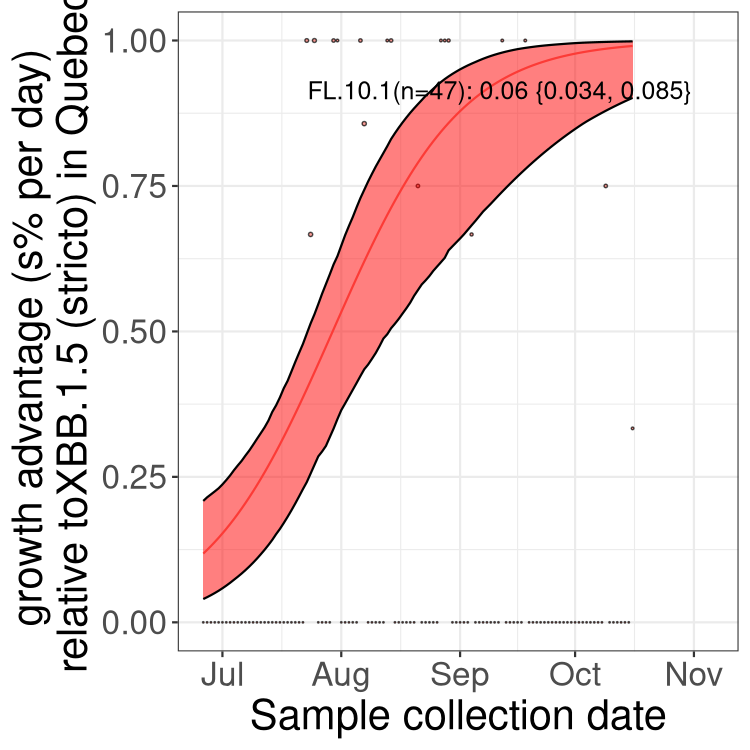 growth advantage (s% per day)
relative toXBB.1.5 (stricto) in Quebec
1.00
FL.10.1(n=47): 0.06 {0.034, 0.085}
0.75
0.50
0.25
0.00
Jul Aug Sep Oct Nov
Sample collection date